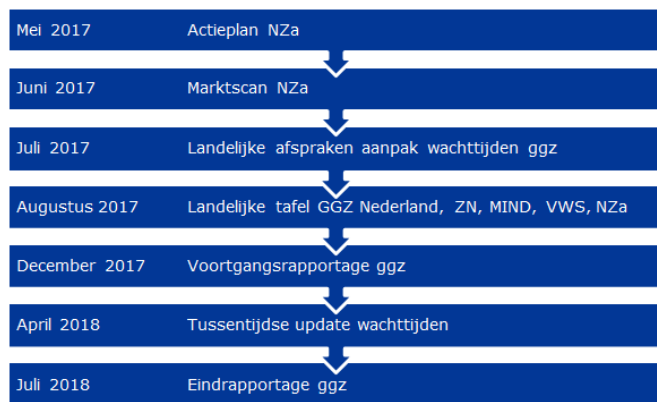 Mei 2017 Actieplan NZa
Juni 2017 Marktscan NZa
Juli 2017 Landelijke afspraken aanpak wachttijden ggz
Augustus 2017 Landelijke tafel GGZ Nederland, ZN, MIND, VWS, NZa
December 2017 Voortgangsrapportage ggz
April 2018 Tussentijdse update wachttijden
Juli 2018 Eindrapportage ggz